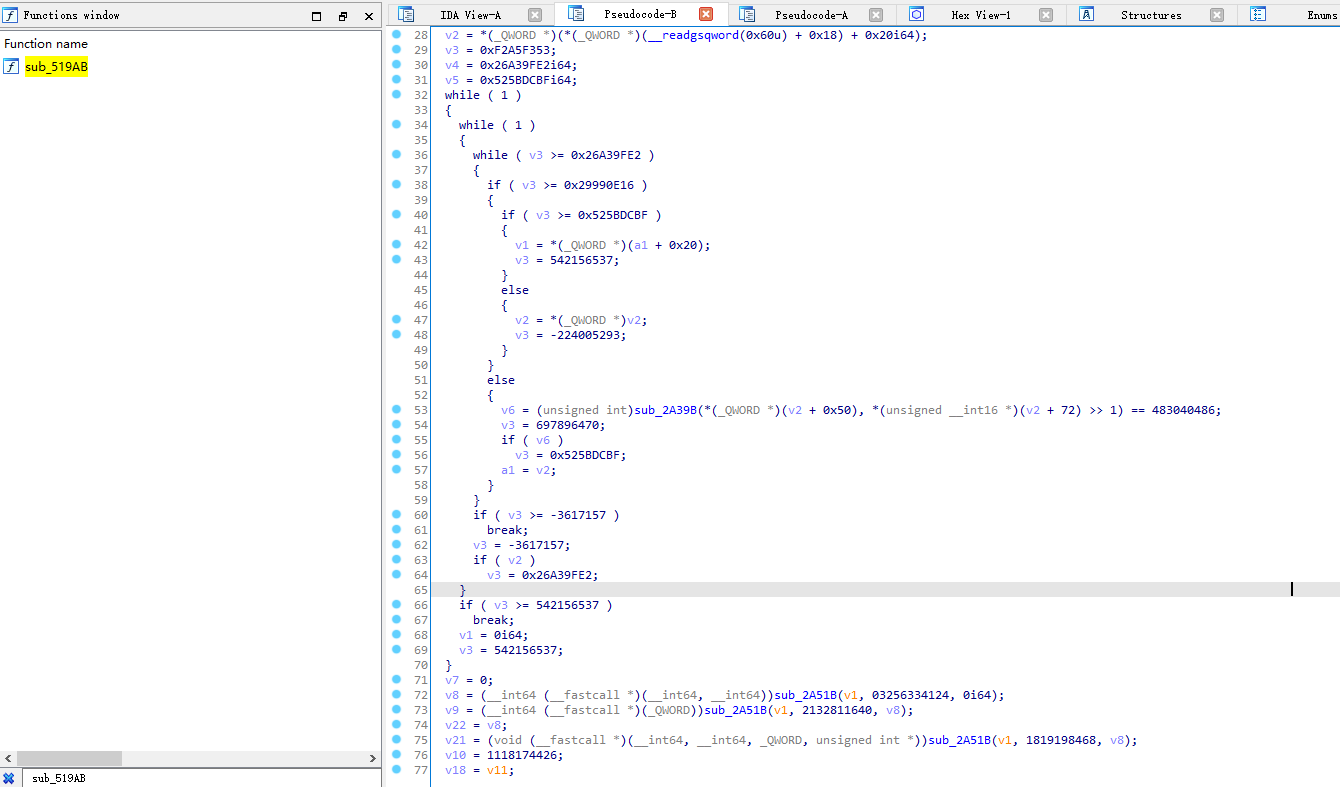 Functions window
IDA View-A
Pseudocode-B
Pseudocode-A
Hex View-1
Structures
Enums
Function name
sub_519AB
28 v2 = *(_QWORD *)(*(_QWORD *)(__readgsqword(0x60u) + 0x18) + 0x20i64);
29 v3 = 0xF2A5F353;
30 v4 = 0x26A39FE2i64;
31 v5 = 0x525BDCBFi64;
32 while ( 1 )
33 {
34 while ( 1 )
35 {
36 while ( v3 >= 0x26A39FE2 )
37 {
38 if ( v3 >= 0x29990E16 )
39 {
40 if ( v3 >= 0x525BDCBF )
41 {
42 v1 = *(_QWORD *)(a1 + 0x20);
43 v3 = 542156537;
44 }
45 else
46 {
47 v2 = *(_QWORD *)v2;
48 v3 = -224005293;
49 }
50 }
51 else
52 {
53 v6 = (unsigned int)sub_2A39B(*(_QWORD *)(v2 + 0x50), *(unsigned __int16 *)(v2 + 72) >> 1) == 483040486;
54 v3 = 697896470;
55 if ( v6 )
56 v3 = 0x525BDCBF;
57 a1 = v2;
58 }
59 }
60 if ( v3 >= -3617157 )
61 break;
62 v3 = -3617157;
63 if ( v2 )
64 v3 = 0x26A39FE2;
65 }
66 if ( v3 >= 542156537 )
67 break;
68 v1 = 0i64;
69 v3 = 542156537;
70 }
71 v7 = 0;
72 v8 = (__int64 (__fastcall *)(__int64, __int64))sub_2A51B(v1, 03256334124, 0i64);
73 v9 = (__int64 (__fastcall *)(_QWORD))sub_2A51B(v1, 2132811640, v8);
74 v22 = v8;
75 v21 = (void (__fastcall *)(__int64, __int64, _QWORD, unsigned int *))sub_2A51B(v1, 1819198468, v8);
76 v10 = 1118174426;
77 v18 = v11;
sub_519AB